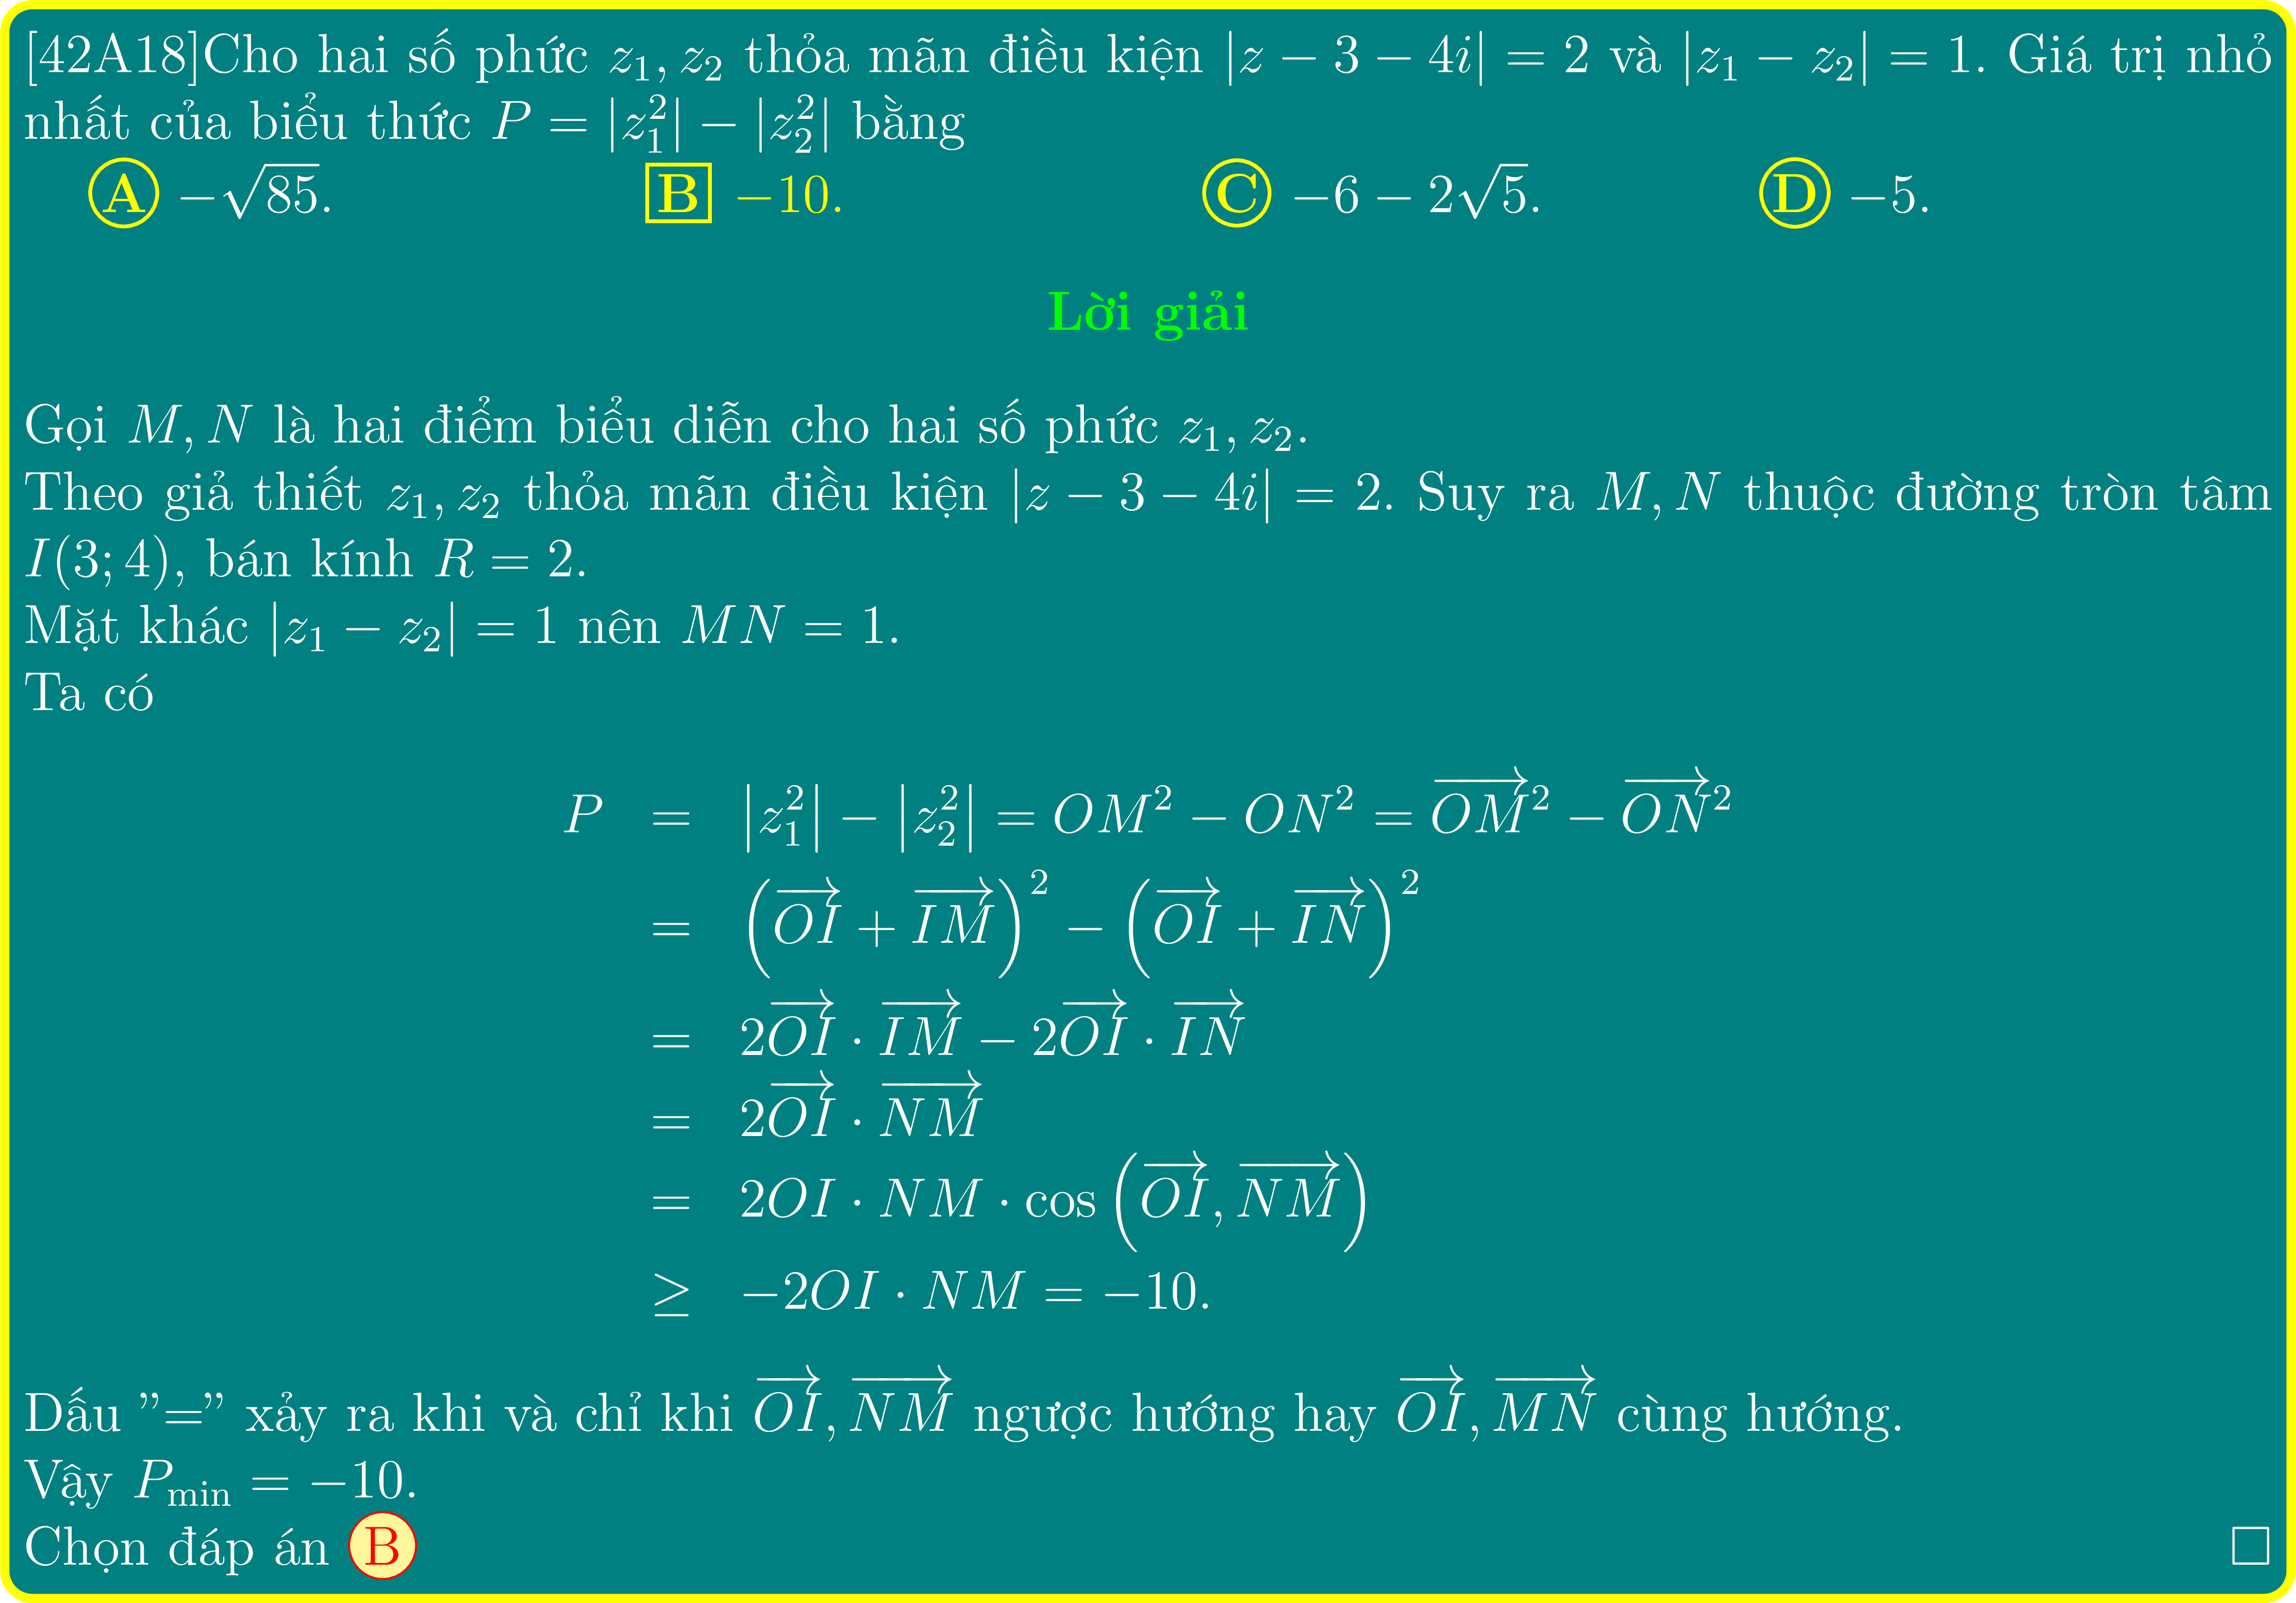 [42A18]Cho hai số phức $z_1, z_2$ thỏa mãn điều kiện $|z - 3 - 4i| = 2$ và $|z_1 - z_2| = 1$. Giá trị nhỏ
nhất của biểu thức $P = |z_1^2| - |z_2^2|$ bằng
A $-\sqrt{85}$. B $-10$. C $-6 - 2\sqrt{5}$. D $-5$.
Lời giải
Gọi $M, N$ là hai điểm biểu diễn cho hai số phức $z_1, z_2$.
Theo giả thiết $z_1, z_2$ thỏa mãn điều kiện $|z - 3 - 4i| = 2$. Suy ra $M, N$ thuộc đường tròn tâm
$I(3; 4)$, bán kính $R = 2$.
Mặt khác $|z_1 - z_2| = 1$ nên $MN = 1$.
Ta có
$P = |z_1^2| - |z_2^2| = OM^2 - ON^2 = \overrightarrow{OM}^2 - \overrightarrow{ON}^2$
$= \left(\overrightarrow{OI} + \overrightarrow{IM}\right)^2 - \left(\overrightarrow{OI} + \overrightarrow{IN}\right)^2$
$= 2\overrightarrow{OI} \cdot \overrightarrow{IM} - 2\overrightarrow{OI} \cdot \overrightarrow{IN}$
$= 2\overrightarrow{OI} \cdot \overrightarrow{NM}$
$= 2OI \cdot NM \cdot \cos\left(\overrightarrow{OI}, \overrightarrow{NM}\right)$
$\geq -2OI \cdot NM = -10.$
Dấu ”=” xảy ra khi và chỉ khi $\overrightarrow{OI}, \overrightarrow{NM}$ ngược hướng hay $\overrightarrow{OI}, \overrightarrow{MN}$ cùng hướng.
Vậy $P_{\min} = -10$.
Chọn đáp án B □